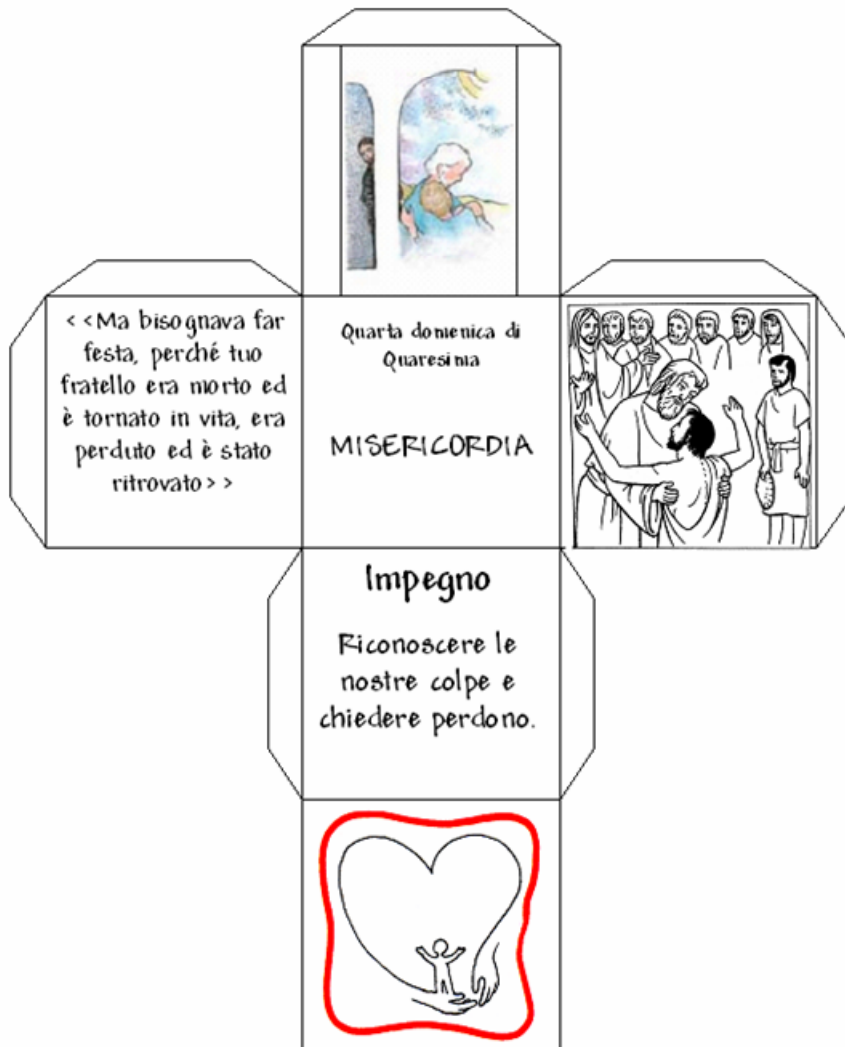 <<Ma bisognava far
festa, perché tuo
fratello era morto ed
è tornato in vita, era
perduto ed è stato
ritrovato>>
Quarta domenica di
Quaresima
MISERICORDIA
Impegno
Riconoscere le
nostre colpe e
chiedere perdono.